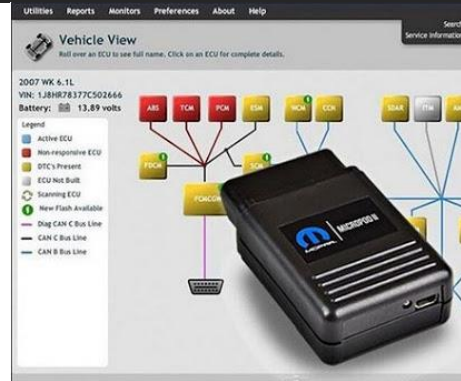 Utilities Reports Monitors Preferences About Help
Search
Service Information
Vehicle View
Roll over an ECU to see full name. Click on an ECU for complete details.
2007 WK 6.1L
VIN: 1J8HR78377C502666
Battery: 13.89 volts
Legend
Active ECU
Non-responsive ECU
DTC's Present
ECU Not Built
Scanning ECU
New Flash Available
Diag CAN C Bus Line
CAN C Bus Line
CAN B Bus Line
ABS TCM PCM ESM WCM CCN SDAR ITM
FDCM SCM
FCMCGW
MOPAR MICROPOD II